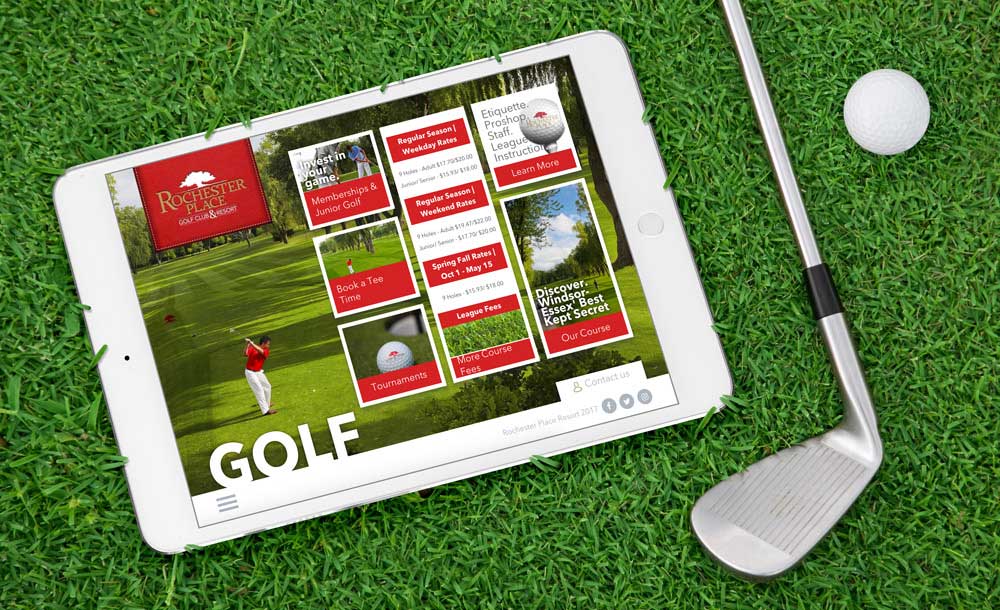 ROCHESTER
PLACE
GOLF CLUB & RESORT
Invest in
your
game.
Memberships &
Junior Golf
Book a Tee
Time
Tournaments
Regular Season |
Weekday Rates
9 Holes - Adult $17.70/$20.00
Junior/ Senior - $15.93/ $18.00
Regular Season |
Weekend Rates
9 Holes - Adult $19.47/$22.00
Junior/ Senior - $17.70/ $20.00
Spring Fall Rates |
Oct 1 - May 15
9 Holes - $15.93/ $18.00
League Fees
More Course
Fees
Etiquette.
Proshop.
Staff.
League
Instruction
Learn More
Discover.
Windsor-
Essex' Best
Kept Secret
Our Course
GOLF
Contact us
Rochester Place Resort 2017